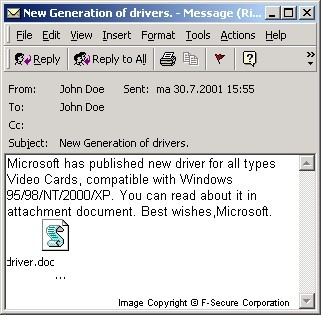 New Generation of drivers. - Message (Ri...
File Edit View Insert Format Tools Actions Help
Reply Reply to All
From: John Doe Sent: ma 30.7.2001 15:55
To: John Doe
Cc:
Subject: New Generation of drivers.
Microsoft has published new driver for all types
Video Cards, compatible with Windows
95/98/NT/2000/XP. You can read about it in
attachment document. Best wishes,Microsoft.
driver.doc
...
Image Copyright © F-Secure Corporation